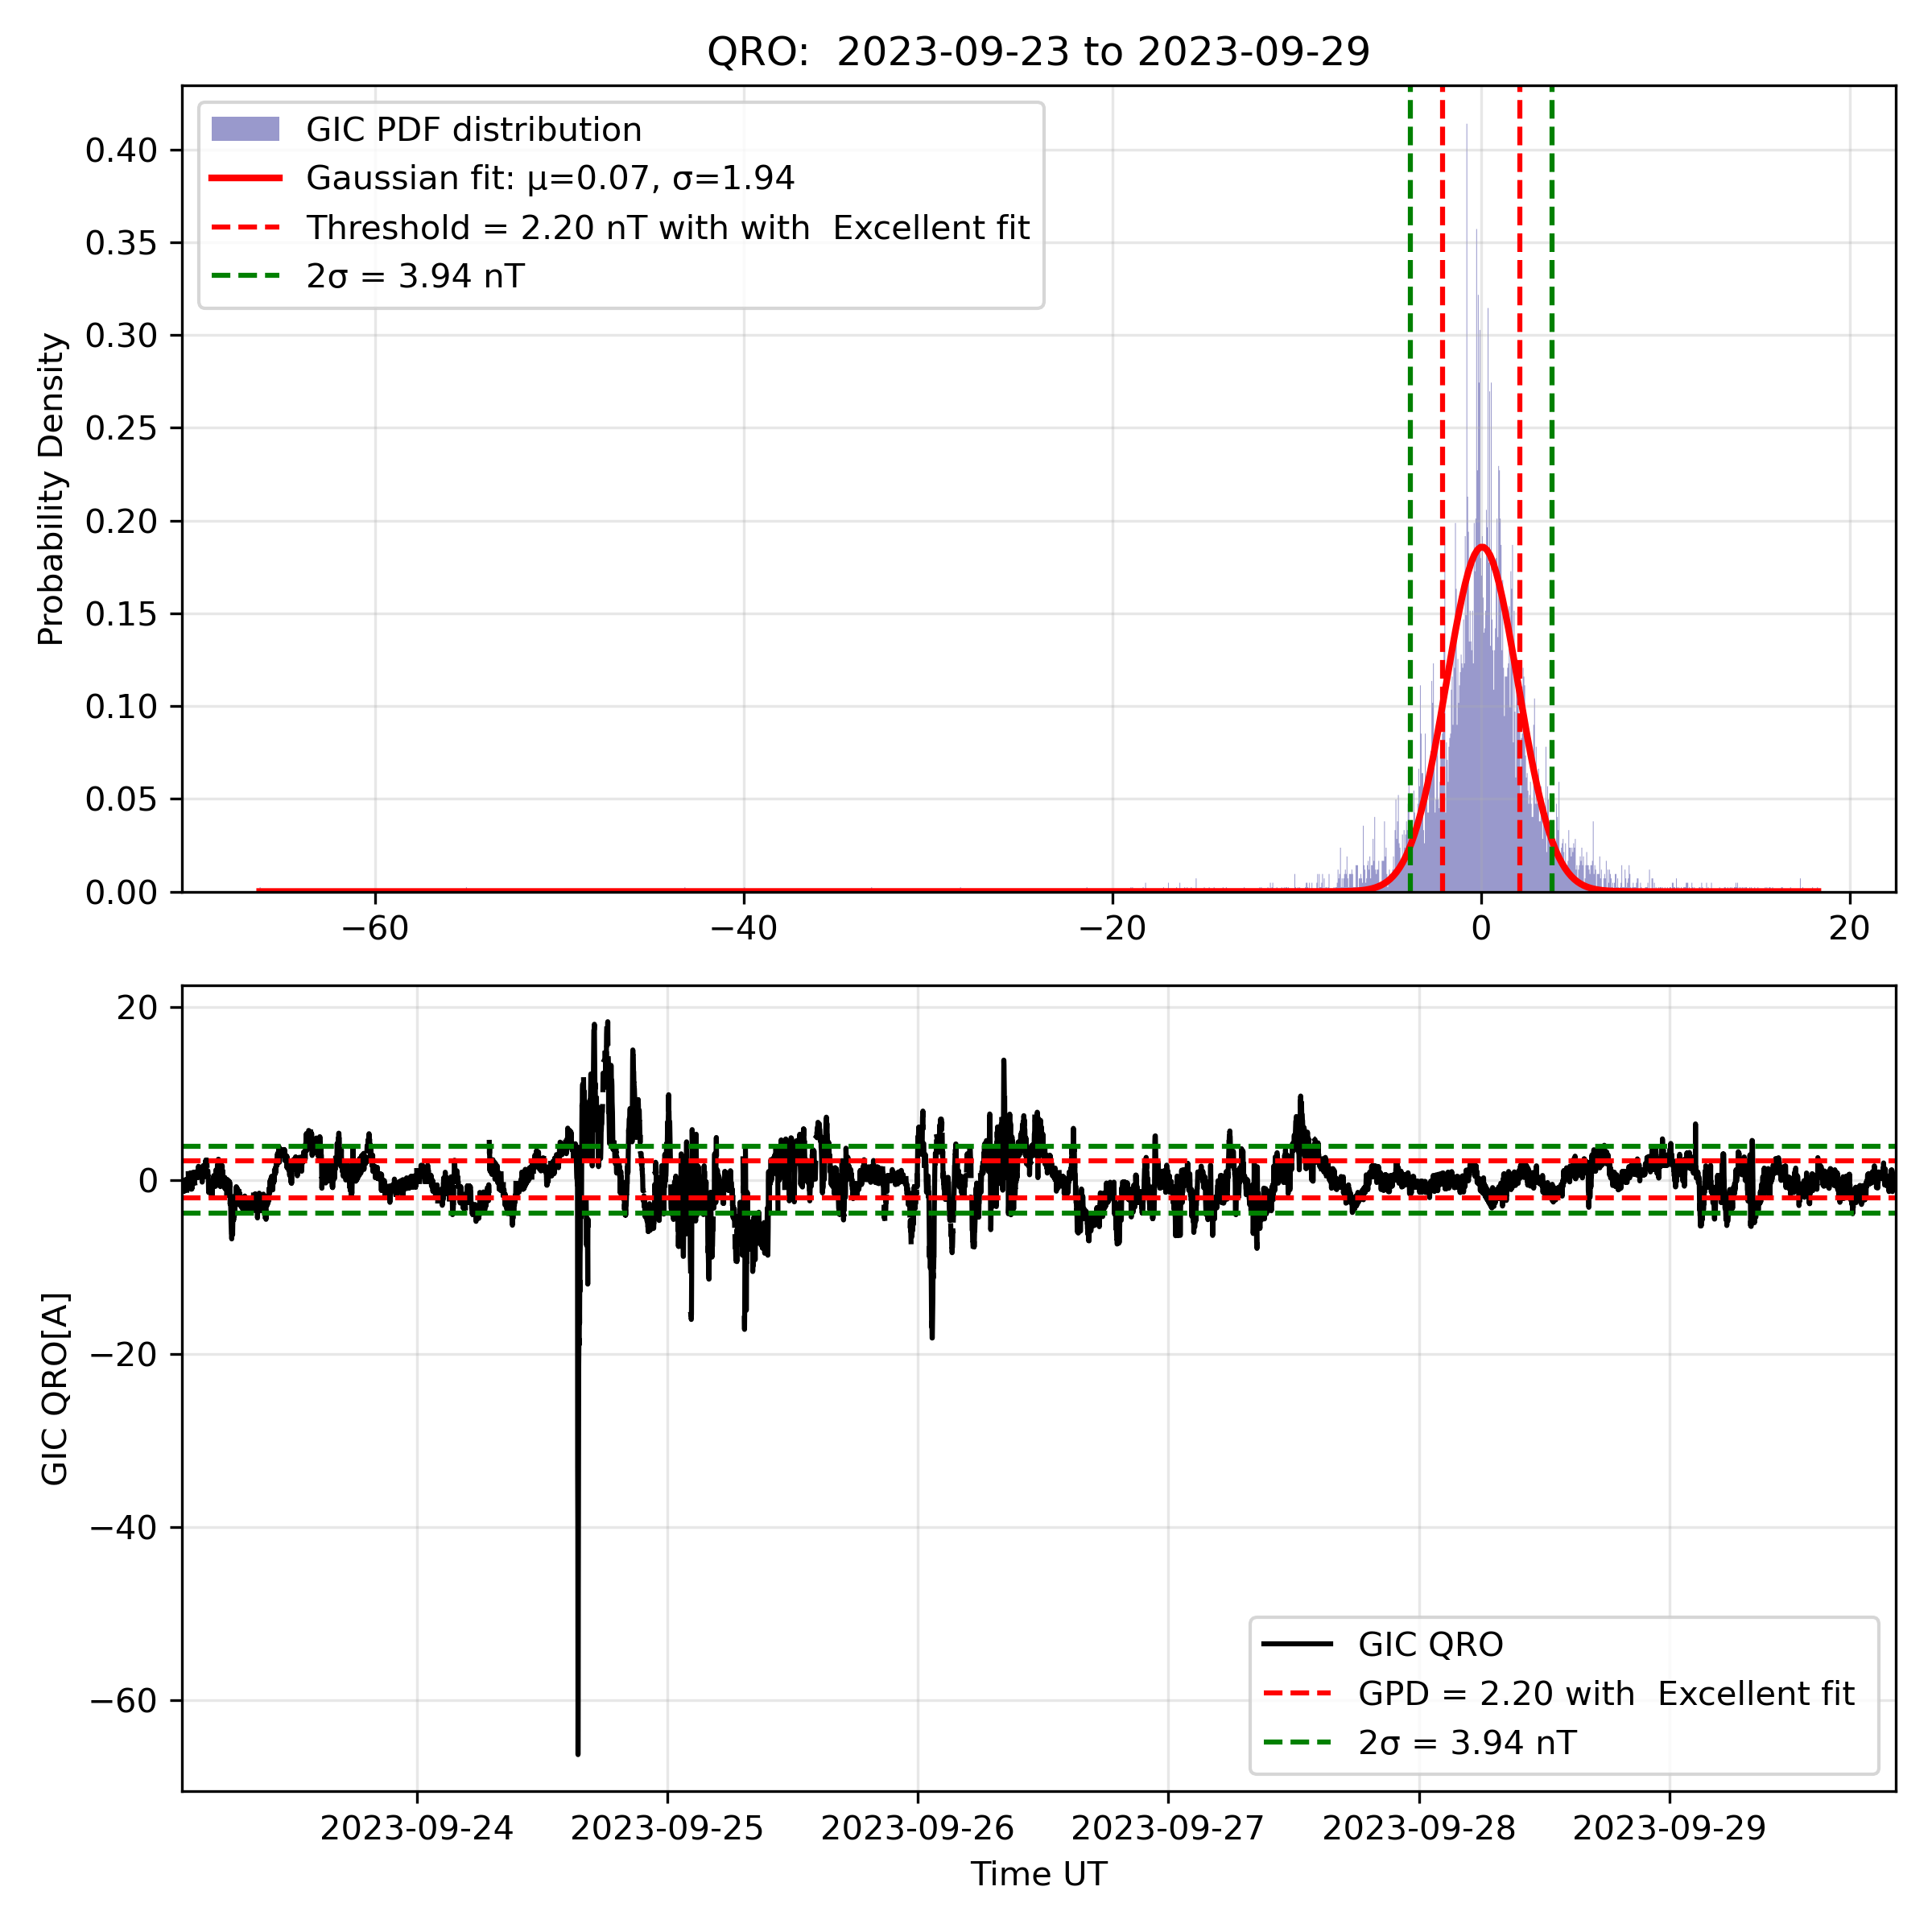 QRO:  2023-09-23 to 2023-09-29
GIC PDF distribution
Gaussian fit: μ=0.07, σ=1.94
Threshold = 2.20 nT with with  Excellent fit
2σ = 3.94 nT
Probability Density
0.40
0.35
0.30
0.25
0.20
0.15
0.10
0.05
0.00
−60 −40 −20 0 20
GIC QRO[A]
20
0
−20
−40
−60
GIC QRO
GPD = 2.20 with  Excellent fit
2σ = 3.94 nT
2023-09-24 2023-09-25 2023-09-26 2023-09-27 2023-09-28 2023-09-29
Time UT